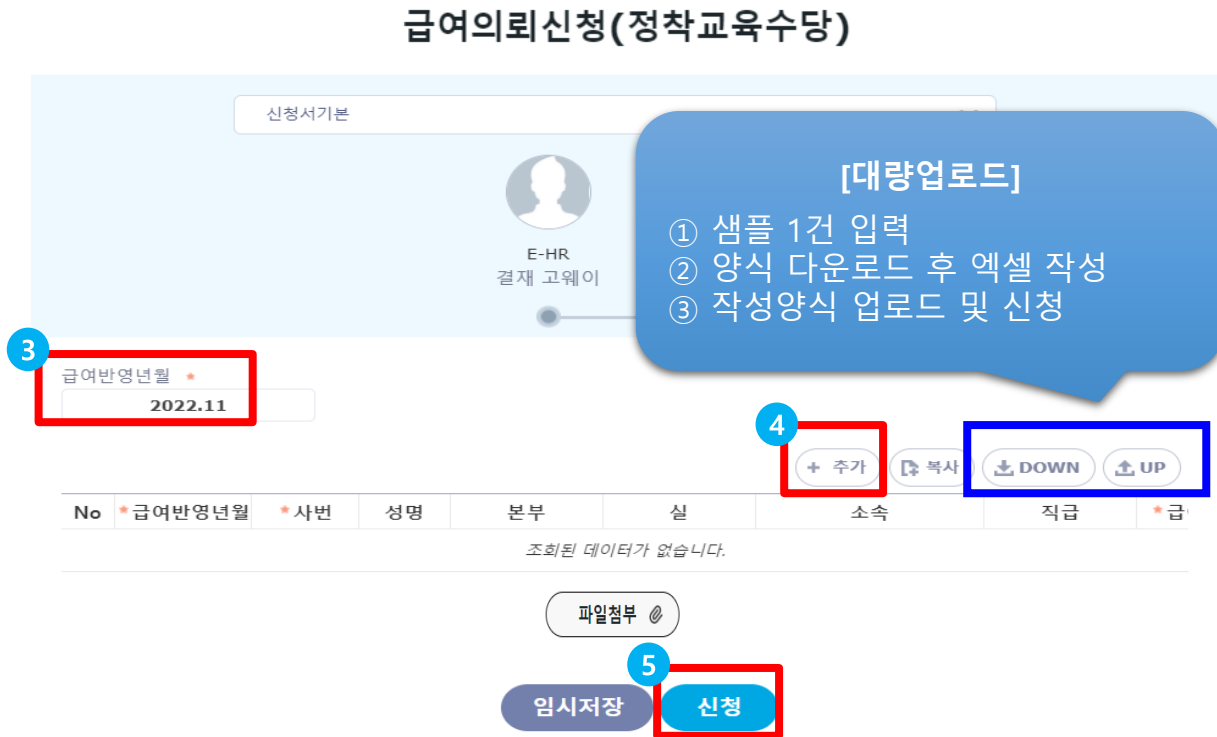 급여의뢰신청(정착교육수당)
신청서기본
[대량업로드]
① 샘플 1건 입력
② 양식 다운로드 후 엑셀 작성
③ 작성양식 업로드 및 신청
E-HR
결재 고웨이
3
급여반영년월 *
2022.11
4
+ 추가 복사 DOWN UP
No *급여반영년월 *사번 성명 본부 실 소속 직급 *급
조회된 데이터가 없습니다.
파일첨부
5
임시저장 신청